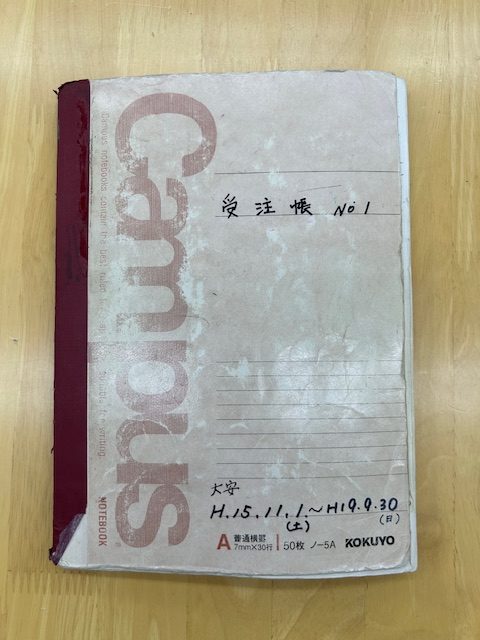 Campus
受注帳 No.1
大安
H.15.11.1.～H19.9.30
(土) (日)
NOTEBOOK
A 普通横罫 7mm×30行 50枚 ノ-5A KOKUYO